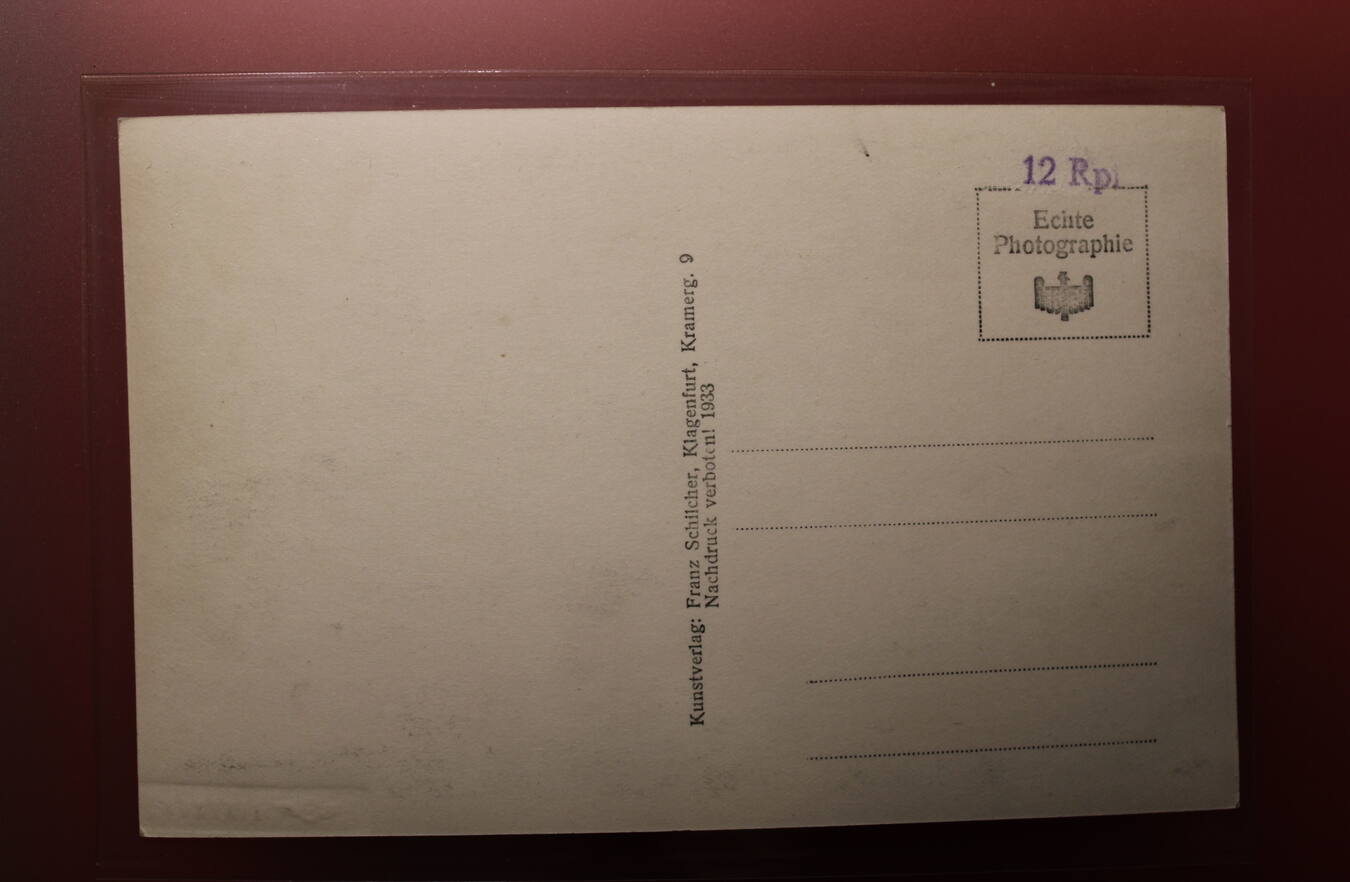 12 Rpf
Echte
Photographie
Kunstverlag: Franz Schilcher, Klagenfurt, Kramerg. 9
Nachdruck verboten! 1933